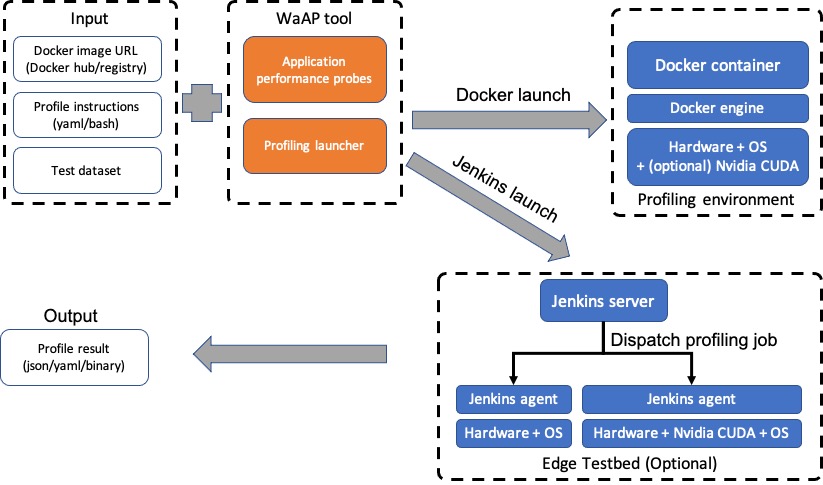 Input
Docker image URL
(Docker hub/registry)
Profile instructions
(yaml/bash)
Test dataset
WaAP tool
Application
performance probes
Profiling launcher
Docker launch
Jenkins launch
Docker container
Docker engine
Hardware + OS
+ (optional) Nvidia CUDA
Profiling environment
Jenkins server
Dispatch profiling job
Jenkins agent
Jenkins agent
Hardware + OS
Hardware + Nvidia CUDA + OS
Edge Testbed (Optional)
Output
Profile result
(json/yaml/binary)